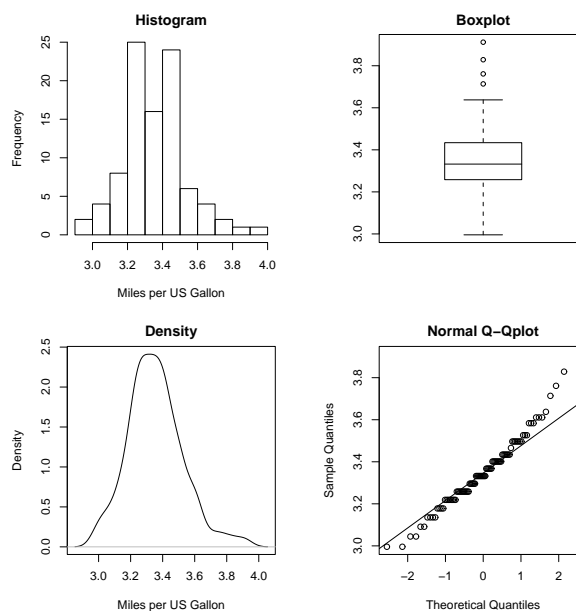 Histogram
Frequency
0 5 10 15 20 25
3.0 3.2 3.4 3.6 3.8 4.0
Miles per US Gallon
Boxplot
3.0 3.2 3.4 3.6 3.8
Density
Density
0.0 0.5 1.0 1.5 2.0 2.5
3.0 3.2 3.4 3.6 3.8 4.0
Miles per US Gallon
Normal Q−Qplot
Sample Quantiles
3.0 3.2 3.4 3.6 3.8
−2 −1 0 1 2
Theoretical Quantiles